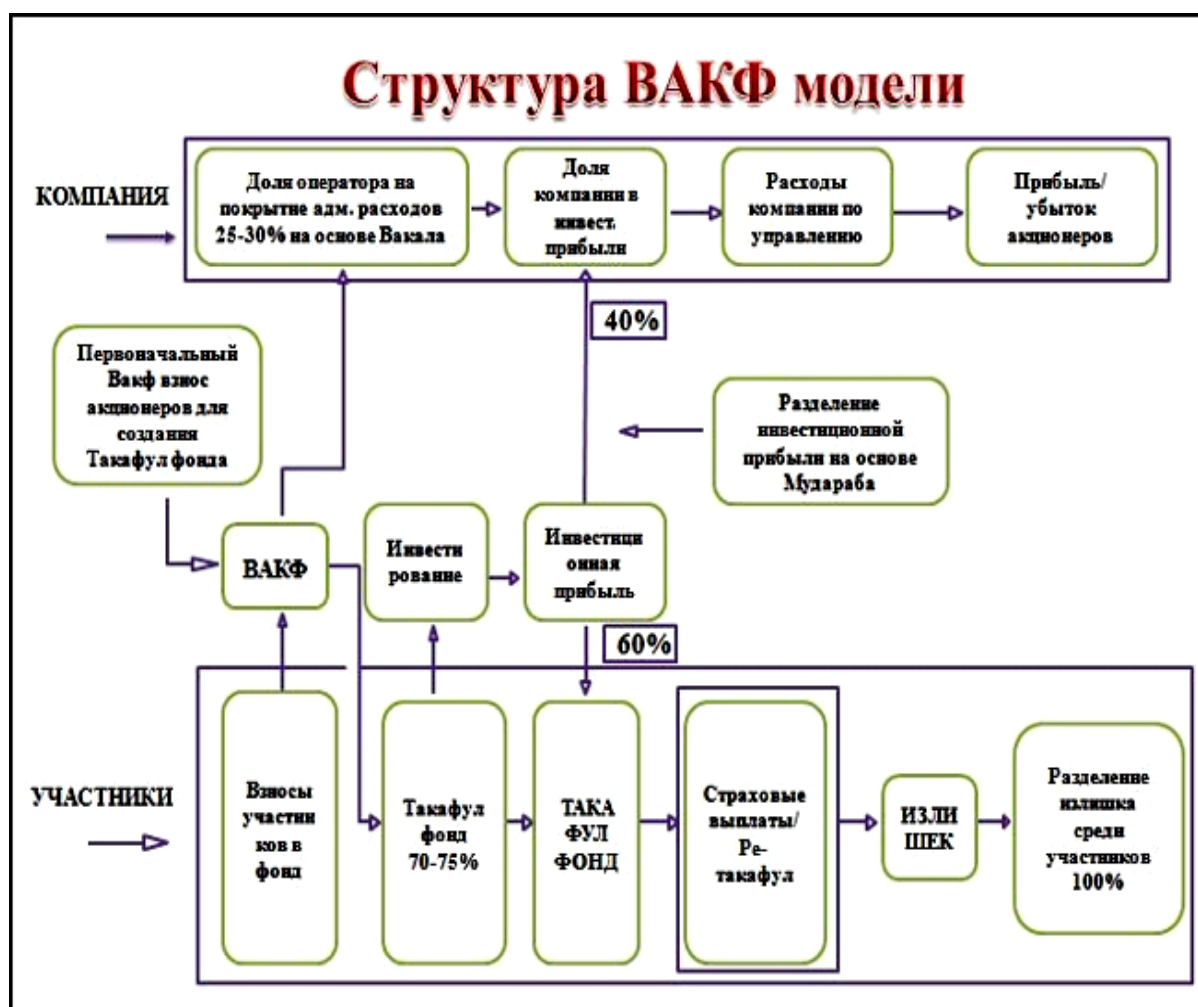 Структура ВАКФ модели
КОМПАНИЯ
Доля оператора на
покрытие адм. расходов
25-30% на основе Вакала
Доля
компании в
инвест.
прибыли
Расходы
компании по
управлению
Прибыль/
убыток
акционеров
40%
Первоначальный
Вакф взнос
акционеров для
создания
Такафул фонда
Разделение
инвестиционной
прибыли на основе
Мудараба
ВАКФ
Инвести
рование
Инвестици
онная
прибыль
60%
УЧАСТНИКИ
Взносы
участни
ков в
фонд
Такафул
фонд
70-75%
ТАКА
ФУЛ
ФОНД
Страховые
выплаты/
Ре-
такафул
ИЗЛИ
ШЕК
Разделение
излишка
среди
участников
100%